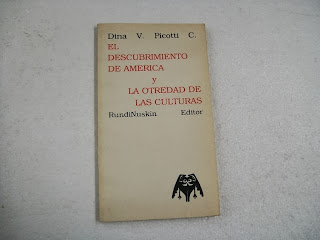 Dina V. Picotti C.
EL
DESCUBRIMIENTO
DE AMERICA
y
LA OTREDAD DE
LAS CULTURAS
RundiNuskin Editor